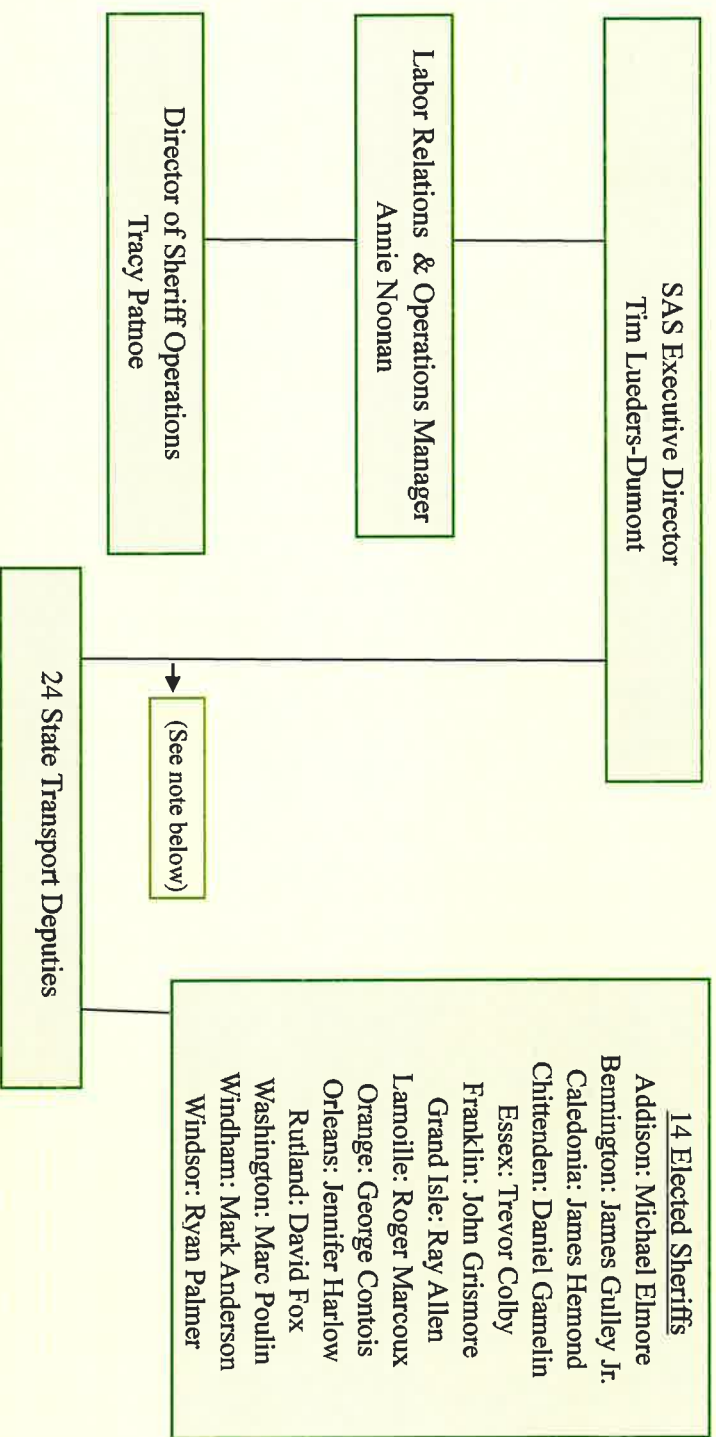 SAS Executive Director
Tim Lueders-Dumont
Labor Relations & Operations Manager
Annie Noonan
Director of Sheriff Operations
Tracy Patnoe
(See note below)
24 State Transport Deputies
14 Elected Sheriffs
Addison: Michael Elmore
Bennington: James Gulley Jr.
Caledonia: James Hemond
Chittenden: Daniel Gamelin
Essex: Trevor Colby
Franklin: John Grismore
Grand Isle: Ray Allen
Lamoille: Roger Marcoux
Orange: George Contois
Orleans: Jennifer Harlow
Rutland: David Fox
Washington: Marc Poulin
Windham: Mark Anderson
Windsor: Ryan Palmer